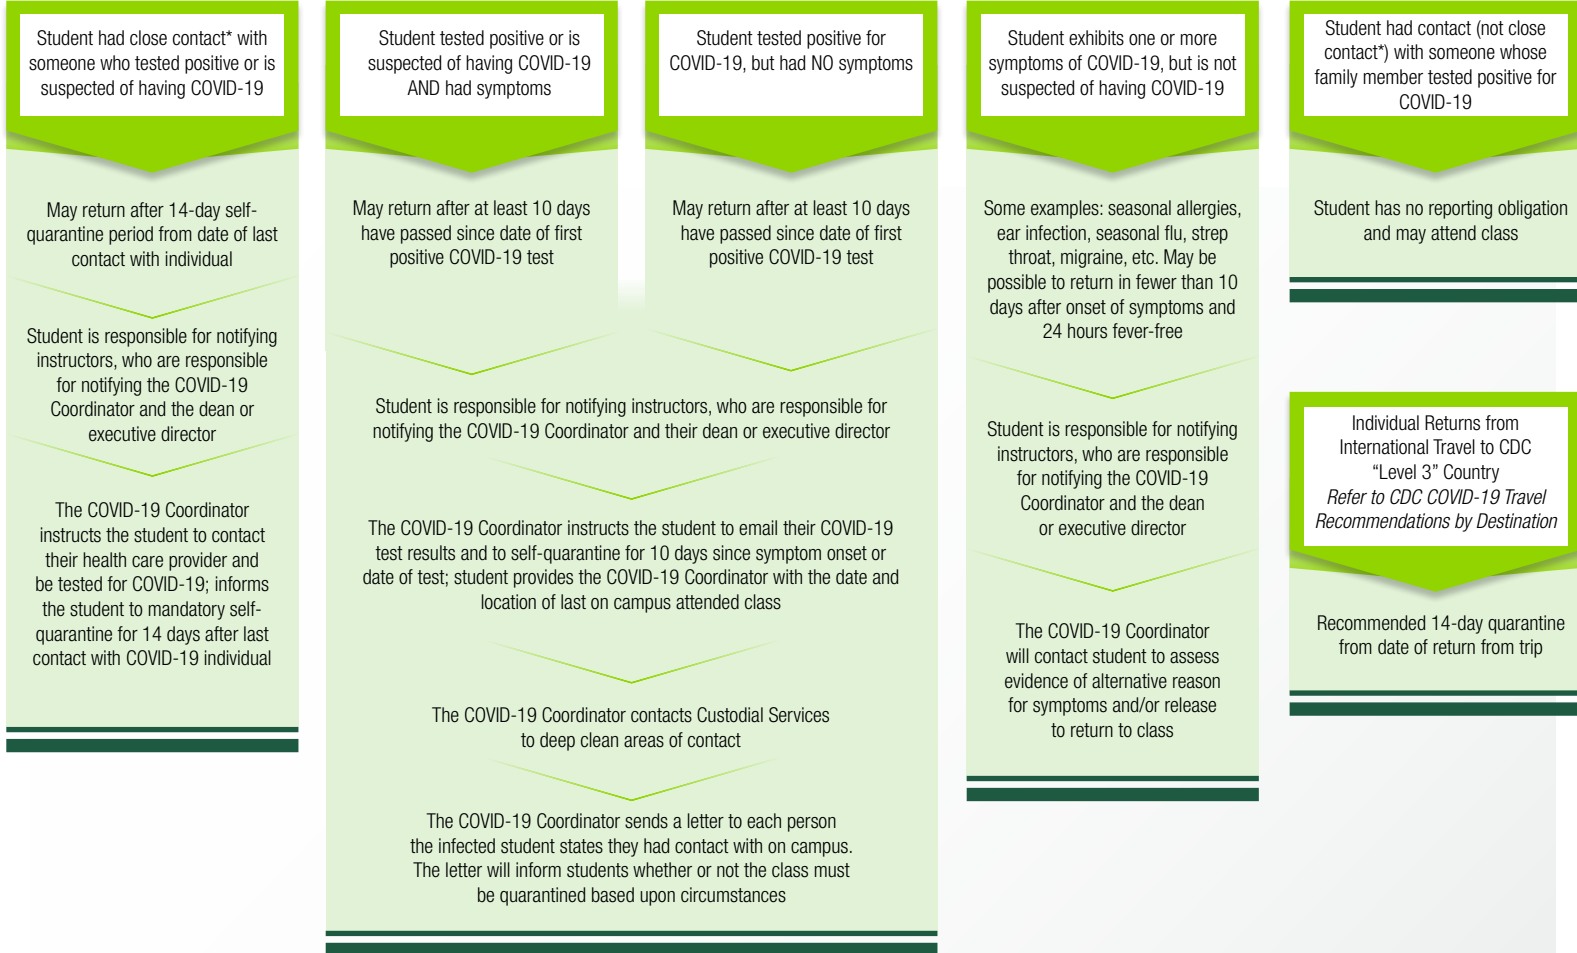 Student had close contact* with
someone who tested positive or is
suspected of having COVID-19
May return after 14-day self-
quarantine period from date of last
contact with individual
Student is responsible for notifying
instructors, who are responsible
for notifying the COVID-19
Coordinator and the dean or
executive director
The COVID-19 Coordinator
instructs the student to contact
their health care provider and
be tested for COVID-19; informs
the student to mandatory self-
quarantine for 14 days after last
contact with COVID-19 individual
Student tested positive or is
suspected of having COVID-19
AND had symptoms
May return after at least 10 days
have passed since date of first
positive COVID-19 test
Student tested positive for
COVID-19, but had NO symptoms
May return after at least 10 days
have passed since date of first
positive COVID-19 test
Student is responsible for notifying instructors, who are responsible for
notifying the COVID-19 Coordinator and their dean or executive director
The COVID-19 Coordinator instructs the student to email their COVID-19
test results and to self-quarantine for 10 days since symptom onset or
date of test; student provides the COVID-19 Coordinator with the date and
location of last on campus attended class
The COVID-19 Coordinator contacts Custodial Services
to deep clean areas of contact
The COVID-19 Coordinator sends a letter to each person
the infected student states they had contact with on campus.
The letter will inform students whether or not the class must
be quarantined based upon circumstances
Student exhibits one or more
symptoms of COVID-19, but is not
suspected of having COVID-19
Some examples: seasonal allergies,
ear infection, seasonal flu, strep
throat, migraine, etc. May be
possible to return in fewer than 10
days after onset of symptoms and
24 hours fever-free
Student is responsible for notifying
instructors, who are responsible
for notifying the COVID-19
Coordinator and the dean
or executive director
The COVID-19 Coordinator
will contact student to assess
evidence of alternative reason
for symptoms and/or release
to return to class
Student had contact (not close
contact*) with someone whose
family member tested positive for
COVID-19
Student has no reporting obligation
and may attend class
Individual Returns from
International Travel to CDC
“Level 3” Country
Refer to CDC COVID-19 Travel
Recommendations by Destination
Recommended 14-day quarantine
from date of return from trip